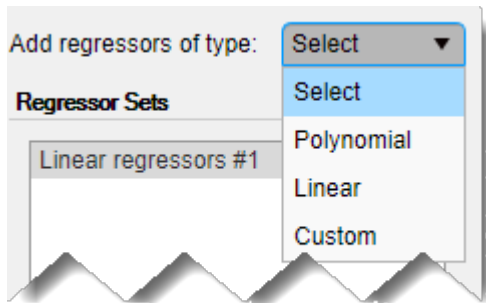 Add regressors of type: Select
Select
Regressor Sets
Polynomial
Linear regressors #1
Linear
Custom